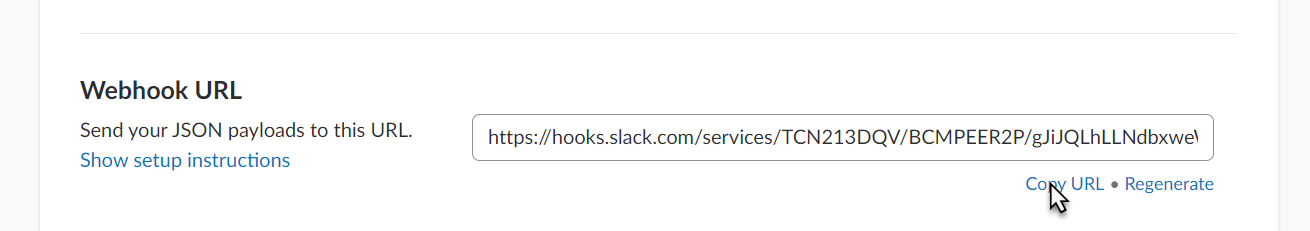 Webhook URL
Send your JSON payloads to this URL.
Show setup instructions
https://hooks.slack.com/services/TCN213DQV/BCMPEER2P/gJiJQLhLLNdbxwe
Copy URL • Regenerate